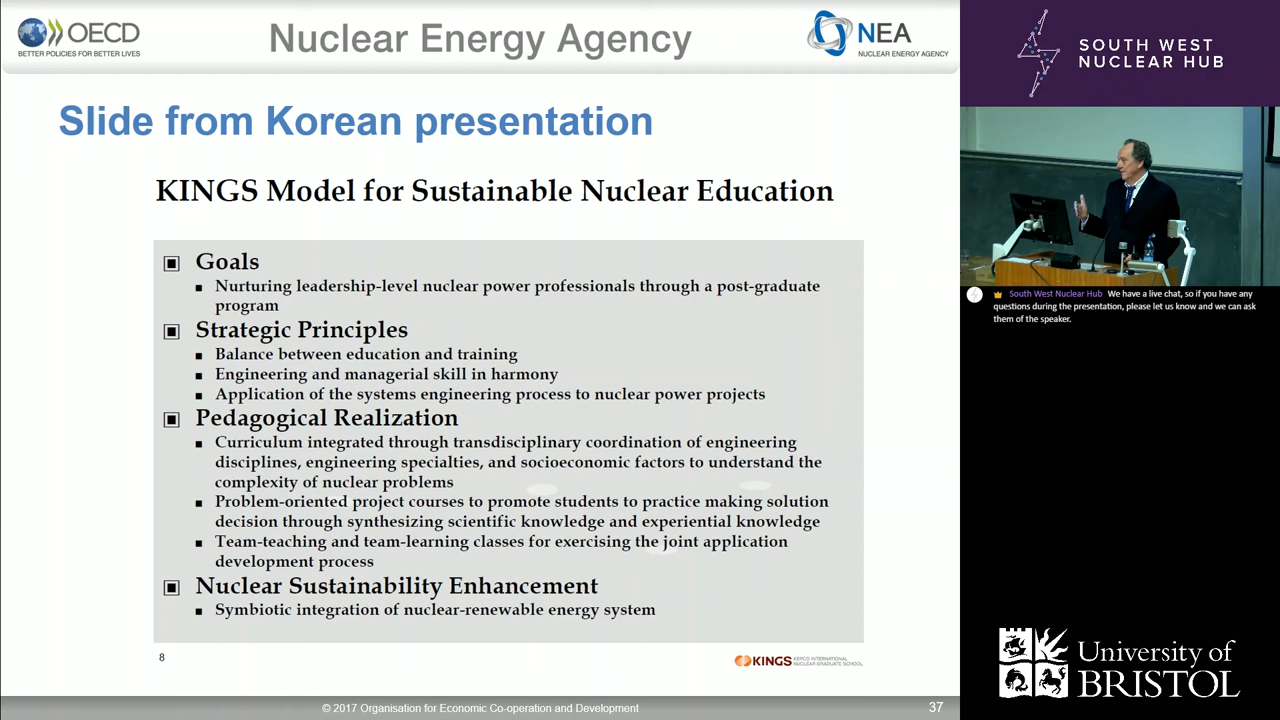 OECD
BETTER POLICIES FOR BETTER LIVES
Nuclear Energy Agency
NEA
NUCLEAR ENERGY AGENCY
Slide from Korean presentation
KINGS Model for Sustainable Nuclear Education
Goals
Nurturing leadership-level nuclear power professionals through a post-graduate
program
Strategic Principles
Balance between education and training
Engineering and managerial skill in harmony
Application of the systems engineering process to nuclear power projects
Pedagogical Realization
Curriculum integrated through transdisciplinary coordination of engineering
disciplines, engineering specialties, and socioeconomic factors to understand the
complexity of nuclear problems
Problem-oriented project courses to promote students to practice making solution
decision through synthesizing scientific knowledge and experiential knowledge
Team-teaching and team-learning classes for exercising the joint application
development process
Nuclear Sustainability Enhancement
Symbiotic integration of nuclear-renewable energy system
8
KINGS
KEPCO INTERNATIONAL
NUCLEAR GRADUATE SCHOOL
© 2017 Organisation for Economic Co-operation and Development
37
SOUTH WEST
NUCLEAR HUB
South West Nuclear Hub We have a live chat, so if you have any
questions during the presentation, please let us know and we can ask
them of the speaker.
University of
BRISTOL